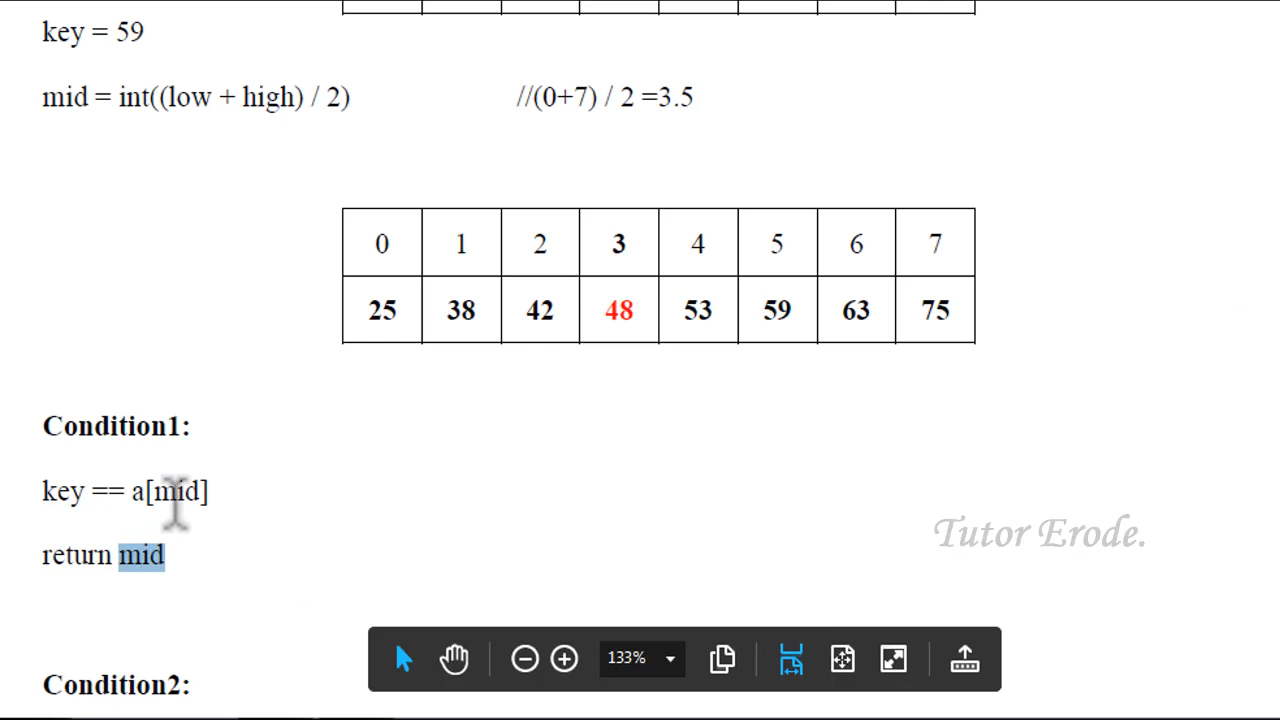 key = 59
mid = int((low + high) / 2) //(0+7) / 2 =3.5
0 1 2 3 4 5 6 7
25 38 42 48 53 59 63 75
Condition1:
key == a[mid]
return mid
Tutor Erode.
133%
Condition2: